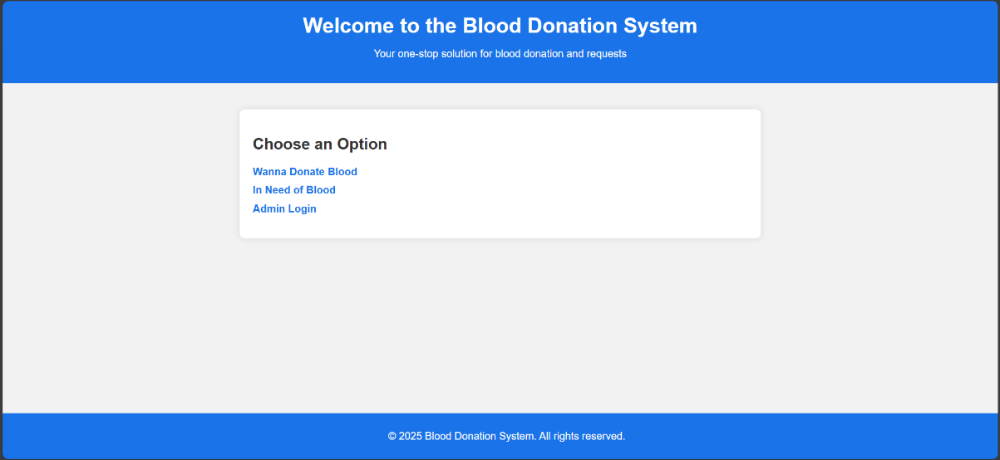 Welcome to the Blood Donation System
Your one-stop solution for blood donation and requests
Choose an Option
Wanna Donate Blood
In Need of Blood
Admin Login
© 2025 Blood Donation System. All rights reserved.